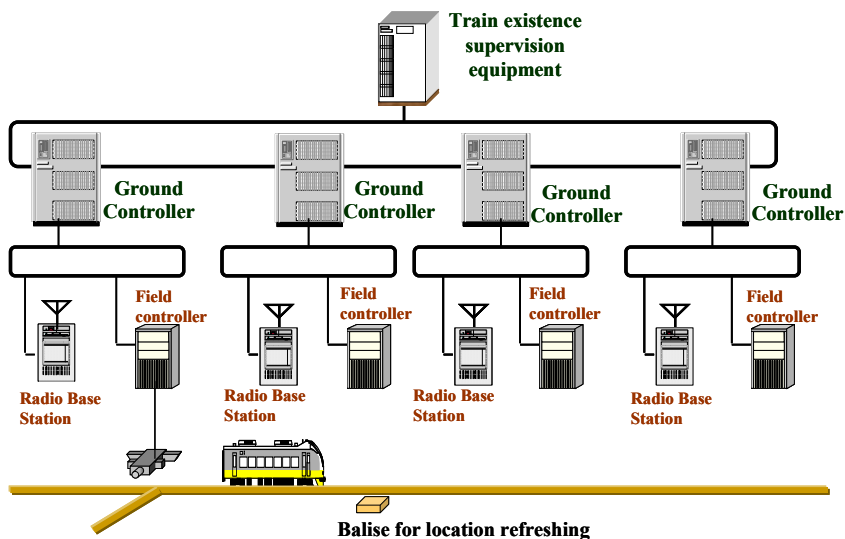 Train existence
supervision
equipment
Ground
Controller
Ground
Controller
Ground
Controller
Ground
Controller
Field
controller
Radio Base
Station
Field
controller
Radio Base
Station
Field
controller
Radio Base
Station
Field
controller
Radio Base
Station
Balise for location refreshing